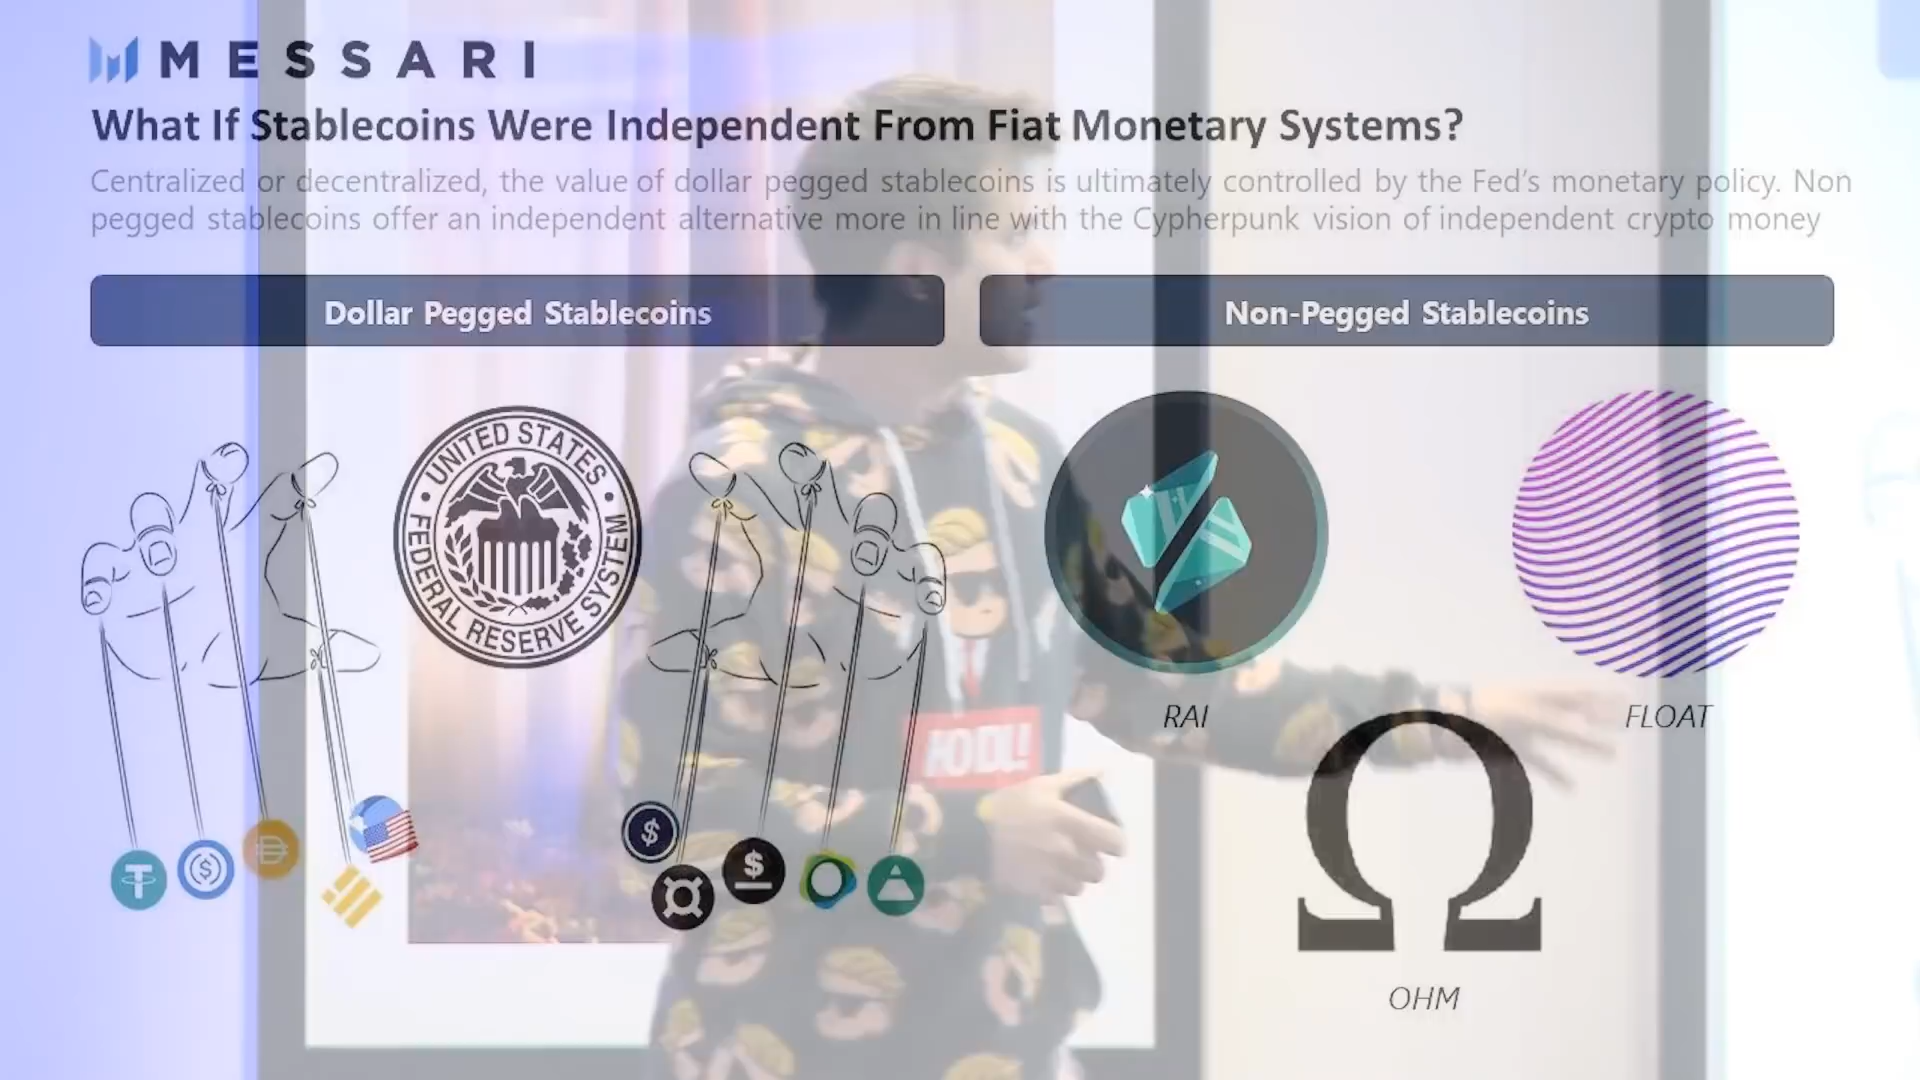 MESSARI
What If Stablecoins Were Independent From Fiat Monetary Systems?
Centralized or decentralized, the value of dollar pegged stablecoins is ultimately controlled by the Fed's monetary policy. Non
pegged stablecoins offer an independent alternative more in line with the Cypherpunk vision of independent crypto money
Dollar Pegged Stablecoins
Non-Pegged Stablecoins
UNITED STATES
FEDERAL RESERVE SYSTEM
RAI
FLOAT
HODL!
Ω
OHM